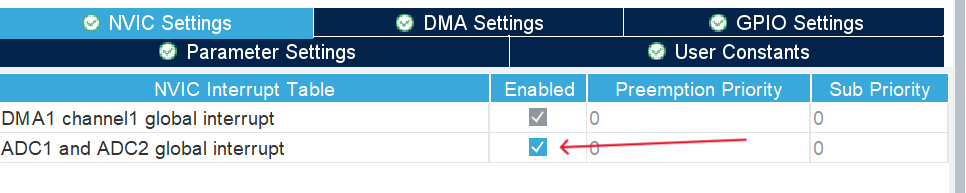 NVIC Settings DMA Settings GPIO Settings
Parameter Settings User Constants
NVIC Interrupt Table Enabled Preemption Priority Sub Priority
DMA1 channel1 global interrupt 0 0
ADC1 and ADC2 global interrupt 0 0